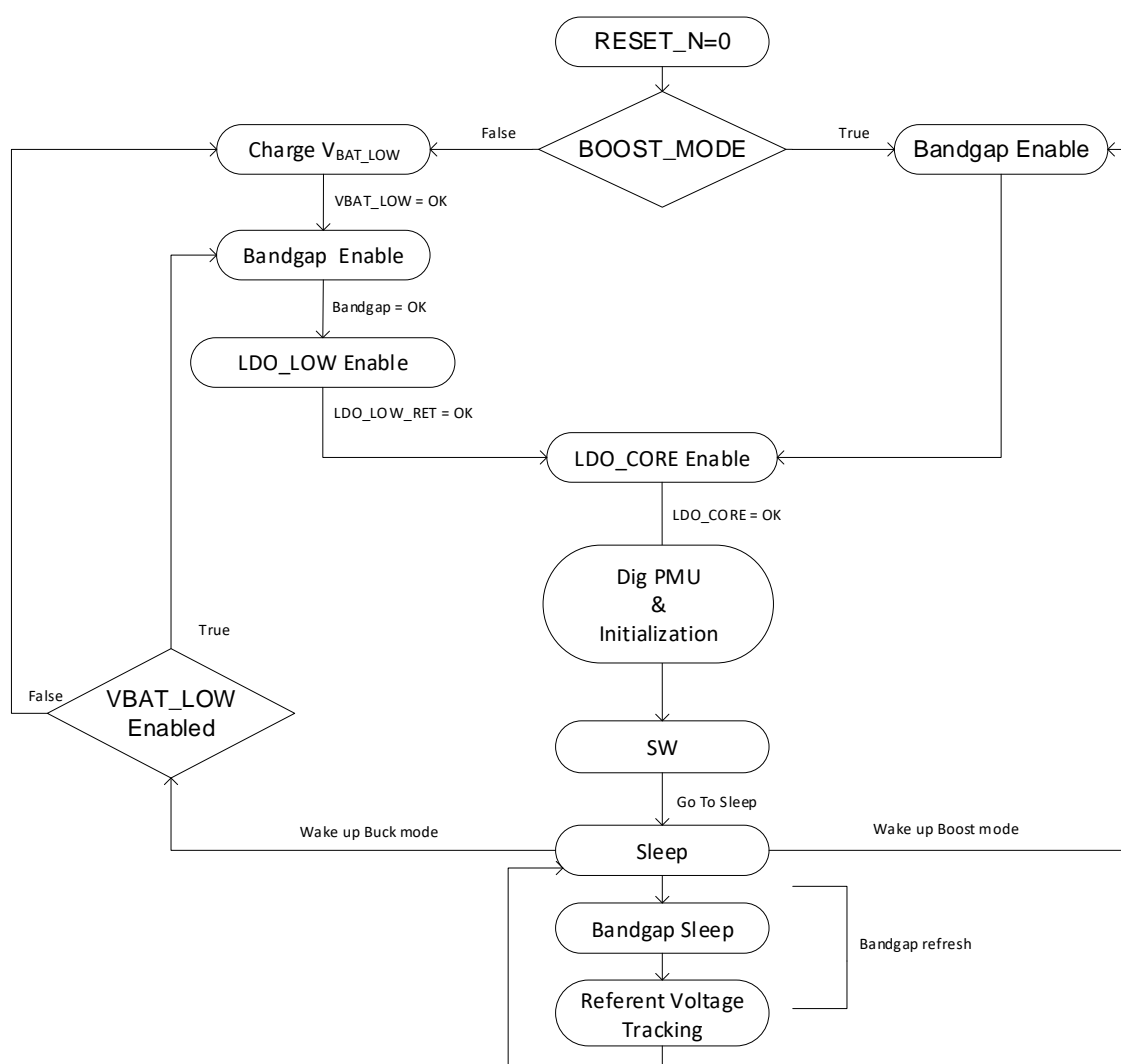 RESET_N=0
False
BOOST_MODE
True
Charge VBAT_LOW
Bandgap Enable
VBAT_LOW = OK
Bandgap Enable
Bandgap = OK
LDO_LOW Enable
LDO_LOW_RET = OK
LDO_CORE Enable
LDO_CORE = OK
Dig PMU
&
Initialization
True
False
VBAT_LOW
Enabled
SW
Go To Sleep
Wake up Buck mode
Sleep
Wake up Boost mode
Bandgap Sleep
Bandgap refresh
Referent Voltage
Tracking